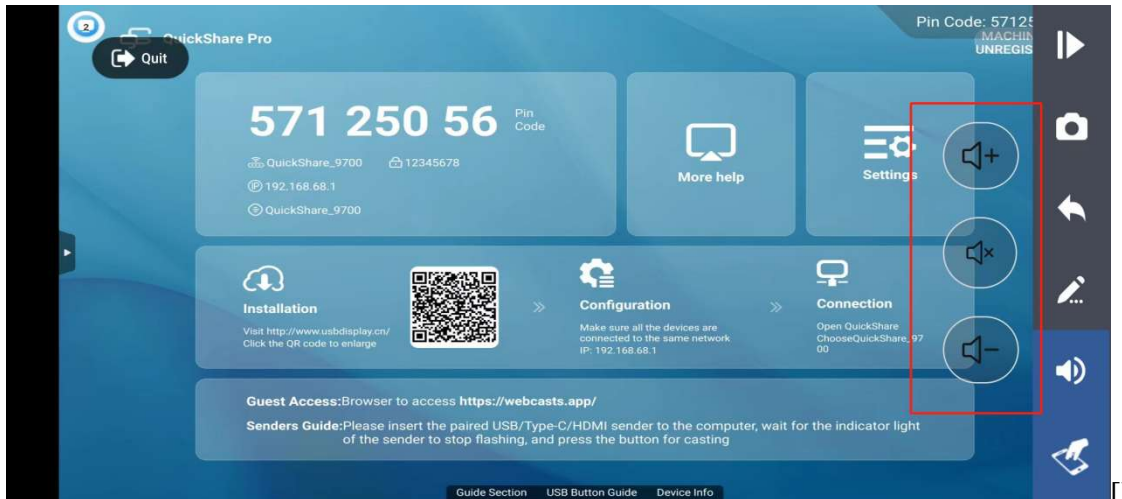 2
QuickShare Pro
Pin Code: 57125
MACHIN
UNREGIS
Quit
571 250 56
Pin
Code
QuickShare_9700
12345678
192.168.68.1
QuickShare_9700
More help
Settings
Installation
Visit http://www.usbdisplay.cn/
Click the QR code to enlarge
Configuration
Make sure all the devices are
connected to the same network
IP: 192.168.68.1
Connection
Open QuickShare
ChooseQuickShare_97
00
Guest Access:Browser to access https://webcasts.app/
Senders Guide:Please insert the paired USB/Type-C/HDMI sender to the computer, wait for the indicator light
of the sender to stop flashing, and press the button for casting
Guide Section USB Button Guide Device Info